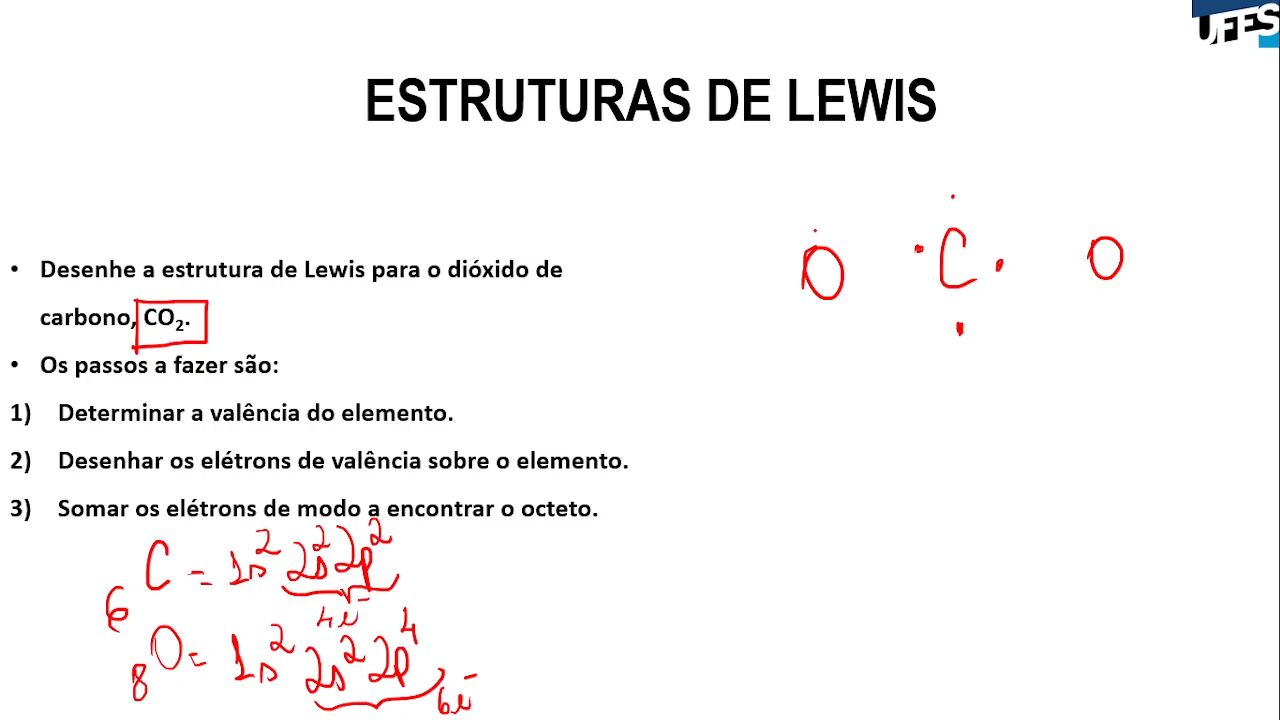 UFES
ESTRUTURAS DE LEWIS
• Desenhe a estrutura de Lewis para o dióxido de
carbono, CO₂.
• Os passos a fazer são:
1) Determinar a valência do elemento.
2) Desenhar os elétrons de valência sobre o elemento.
3) Somar os elétrons de modo a encontrar o octeto.
O C O
₆C = 1s² 2s² 2p²
4e⁻
₈O = 1s² 2s² 2p⁴
6e⁻